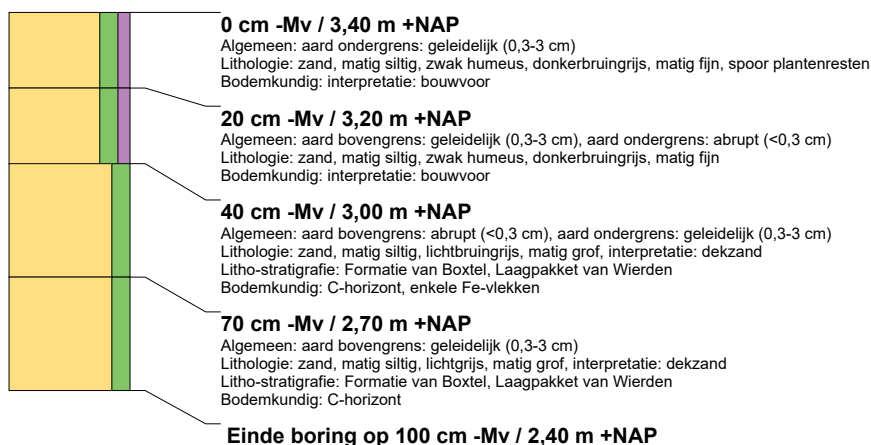 0 cm -Mv / 3,40 m +NAP
Algemeen: aard ondergrens: geleidelijk (0,3-3 cm)
Lithologie: zand, matig siltig, zwak humeus, donkerbruingrijs, matig fijn, spoor plantenresten
Bodemkundig: interpretatie: bouwvoor
20 cm -Mv / 3,20 m +NAP
Algemeen: aard bovengrens: geleidelijk (0,3-3 cm), aard ondergrens: abrupt (<0,3 cm)
Lithologie: zand, matig siltig, zwak humeus, donkerbruingrijs, matig fijn
Bodemkundig: interpretatie: bouwvoor
40 cm -Mv / 3,00 m +NAP
Algemeen: aard bovengrens: abrupt (<0,3 cm), aard ondergrens: geleidelijk (0,3-3 cm)
Lithologie: zand, matig siltig, lichtbruingrijs, matig grof, interpretatie: dekzand
Litho-stratigrafie: Formatie van Boxtel, Laagpakket van Wierden
Bodemkundig: C-horizont, enkele Fe-vlekken
70 cm -Mv / 2,70 m +NAP
Algemeen: aard bovengrens: geleidelijk (0,3-3 cm)
Lithologie: zand, matig siltig, lichtgrijs, matig grof, interpretatie: dekzand
Litho-stratigrafie: Formatie van Boxtel, Laagpakket van Wierden
Bodemkundig: C-horizont
Einde boring op 100 cm -Mv / 2,40 m +NAP